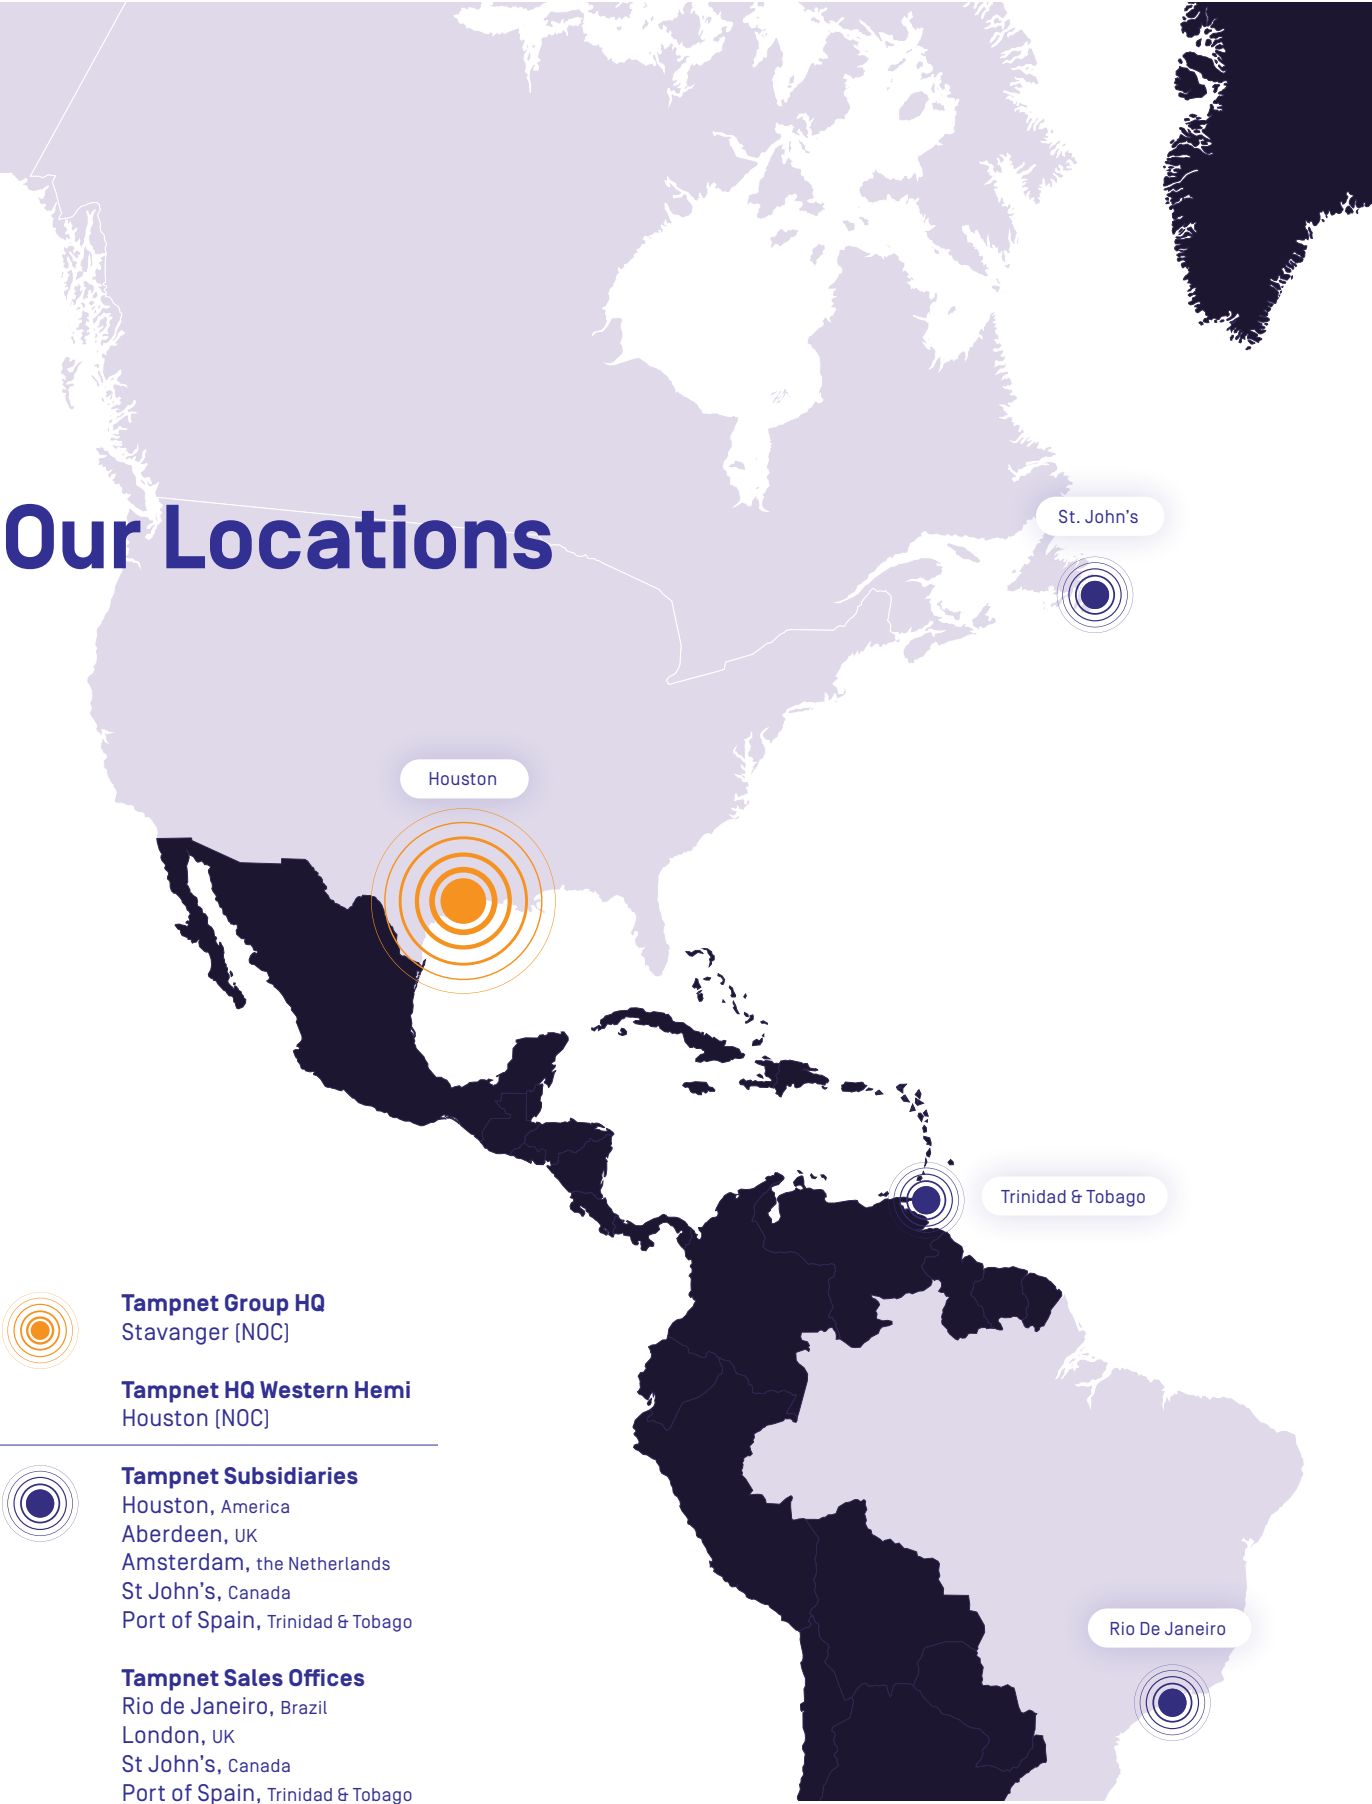 Our Locations
St. John's
Houston
Trinidad & Tobago
Tampnet Group HQ
Stavanger (NOC)
Tampnet HQ Western Hemi
Houston (NOC)
Tampnet Subsidiaries
Houston, America
Aberdeen, UK
Amsterdam, the Netherlands
St John's, Canada
Port of Spain, Trinidad & Tobago
Rio De Janeiro
Tampnet Sales Offices
Rio de Janeiro, Brazil
London, UK
St John's, Canada
Port of Spain, Trinidad & Tobago